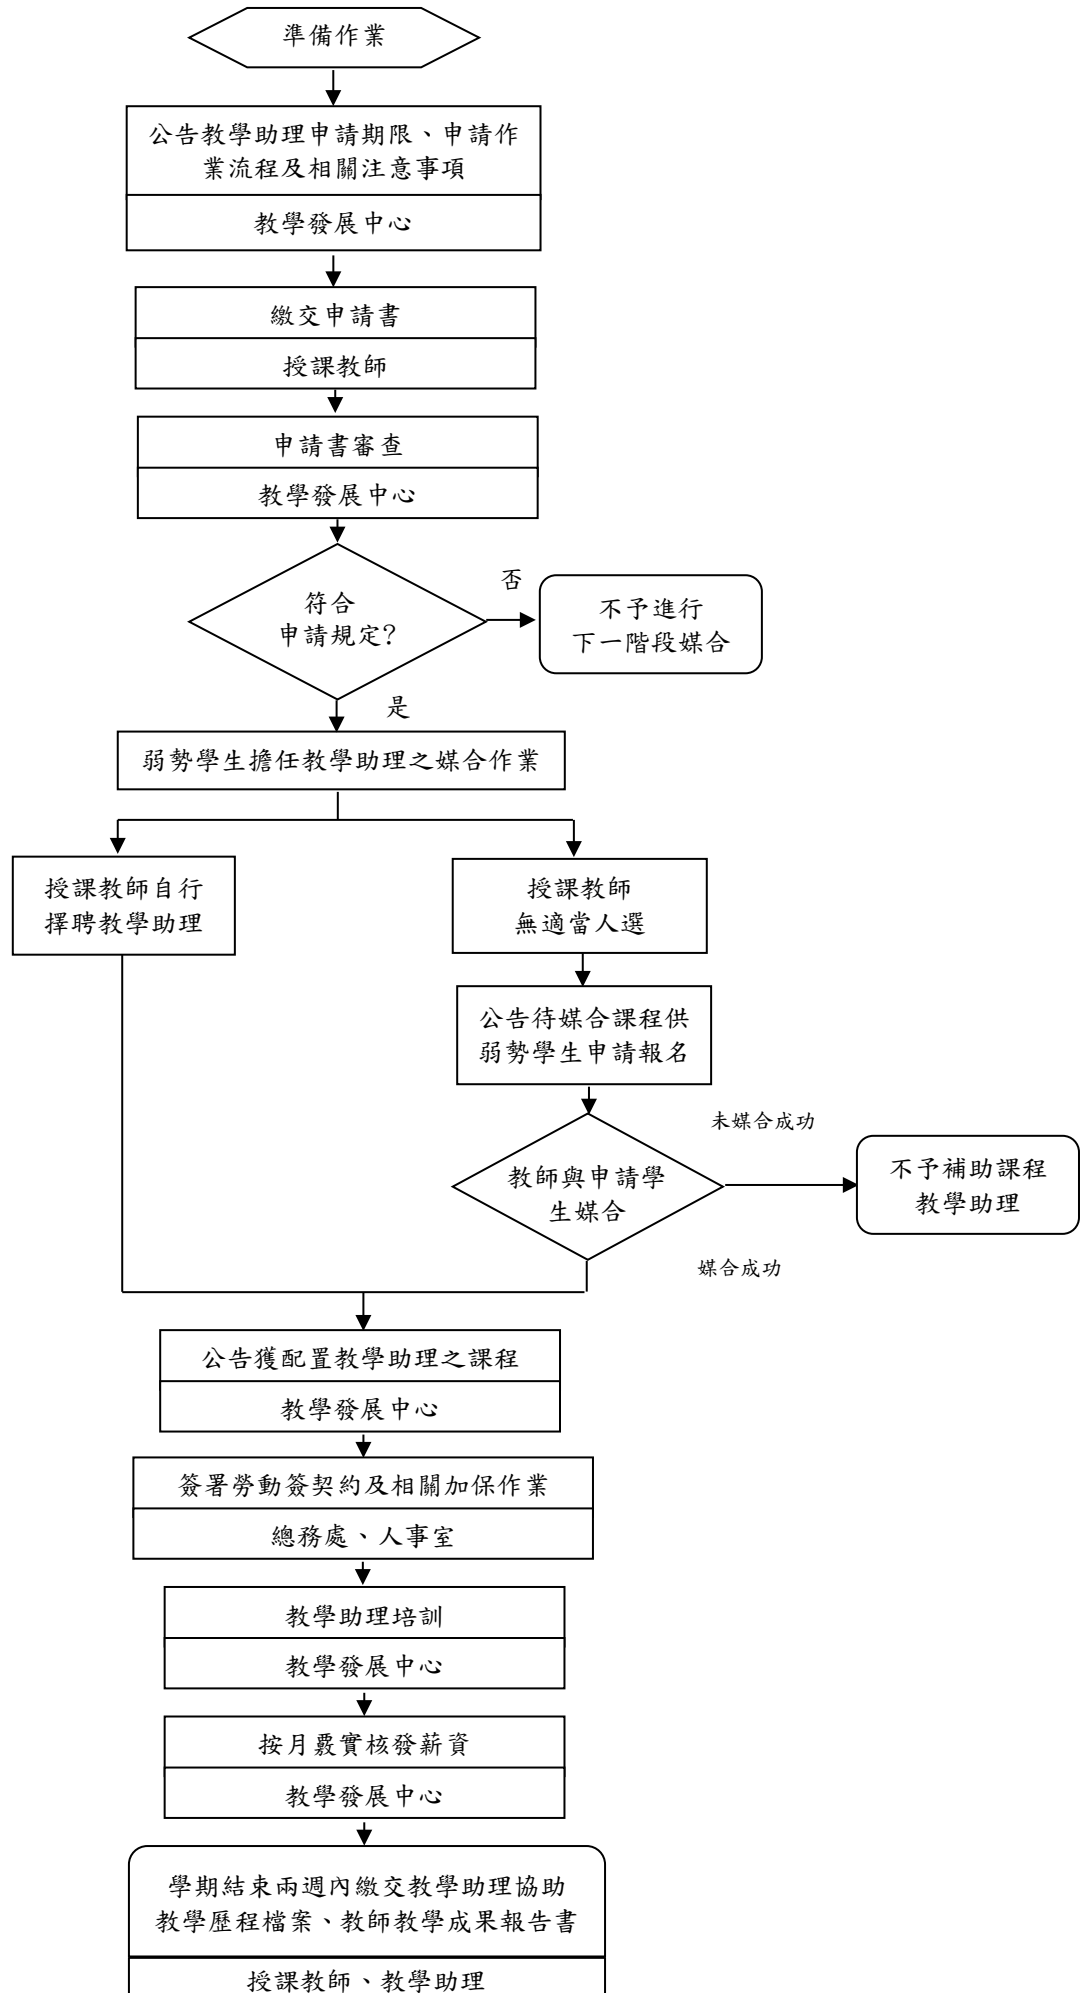 準備作業
公告教學助理申請期限、申請作
業流程及相關注意事項
教學發展中心
繳交申請書
授課教師
申請書審查
教學發展中心
符合
申請規定?
否
不予進行
下一階段媒合
是
弱勢學生擔任教學助理之媒合作業
授課教師自行
擇聘教學助理
授課教師
無適當人選
公告待媒合課程供
弱勢學生申請報名
教師與申請學
生媒合
未媒合成功
不予補助課程
教學助理
媒合成功
公告獲配置教學助理之課程
教學發展中心
簽署勞動簽契約及相關加保作業
總務處、人事室
教學助理培訓
教學發展中心
按月覈實核發薪資
教學發展中心
學期結束兩週內繳交教學助理協助
教學歷程檔案、教師教學成果報告書
授課教師、教學助理